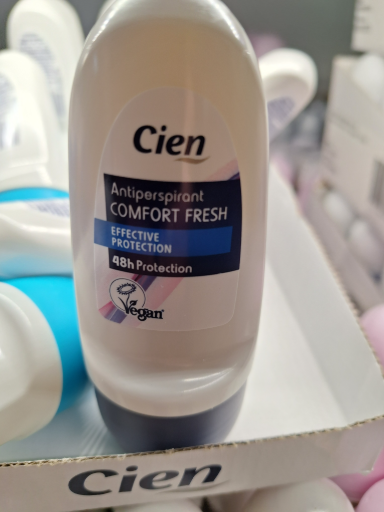 Cien
Antiperspirant
COMFORT FRESH
EFFECTIVE
PROTECTION
48h Protection
Vegan
Cien